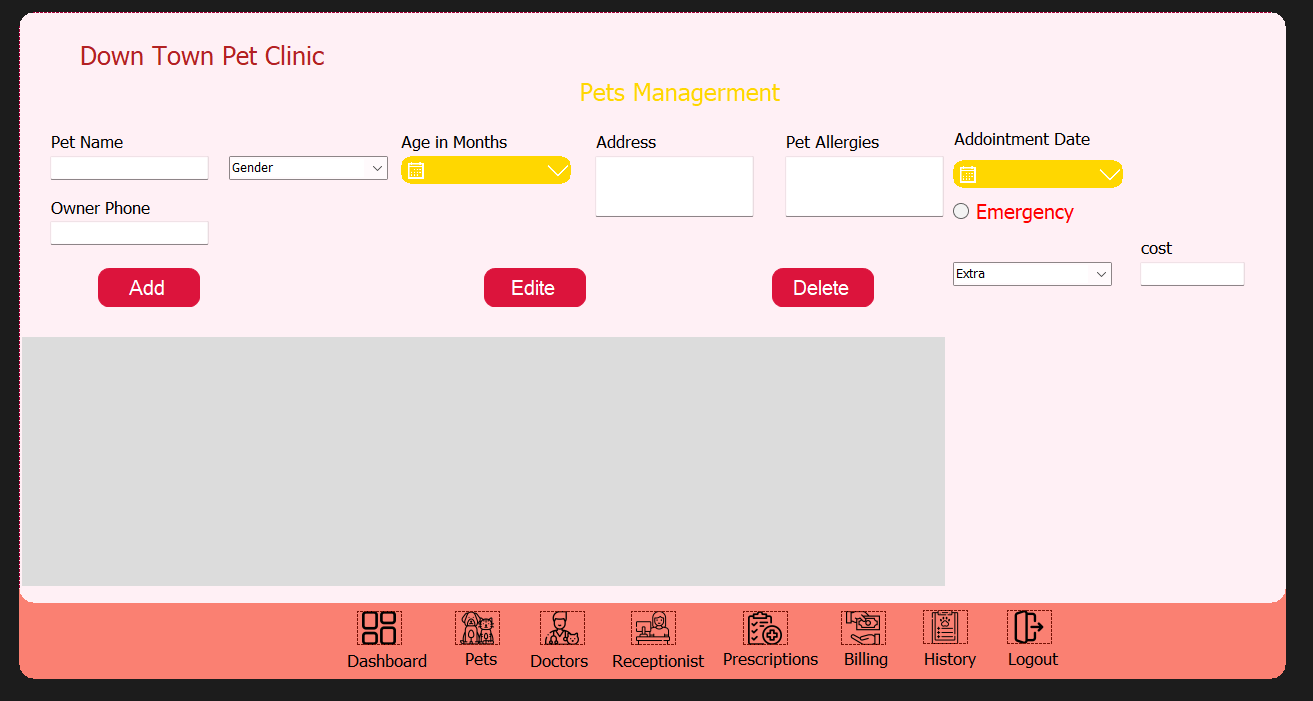 Down Town Pet Clinic
Pets Managerment
Pet Name
Gender
Age in Months
Address
Pet Allergies
Addointment Date
Owner Phone
Emergency
cost
Extra
Add
Edite
Delete
Dashboard
Pets
Doctors
Receptionist
Prescriptions
Billing
History
Logout